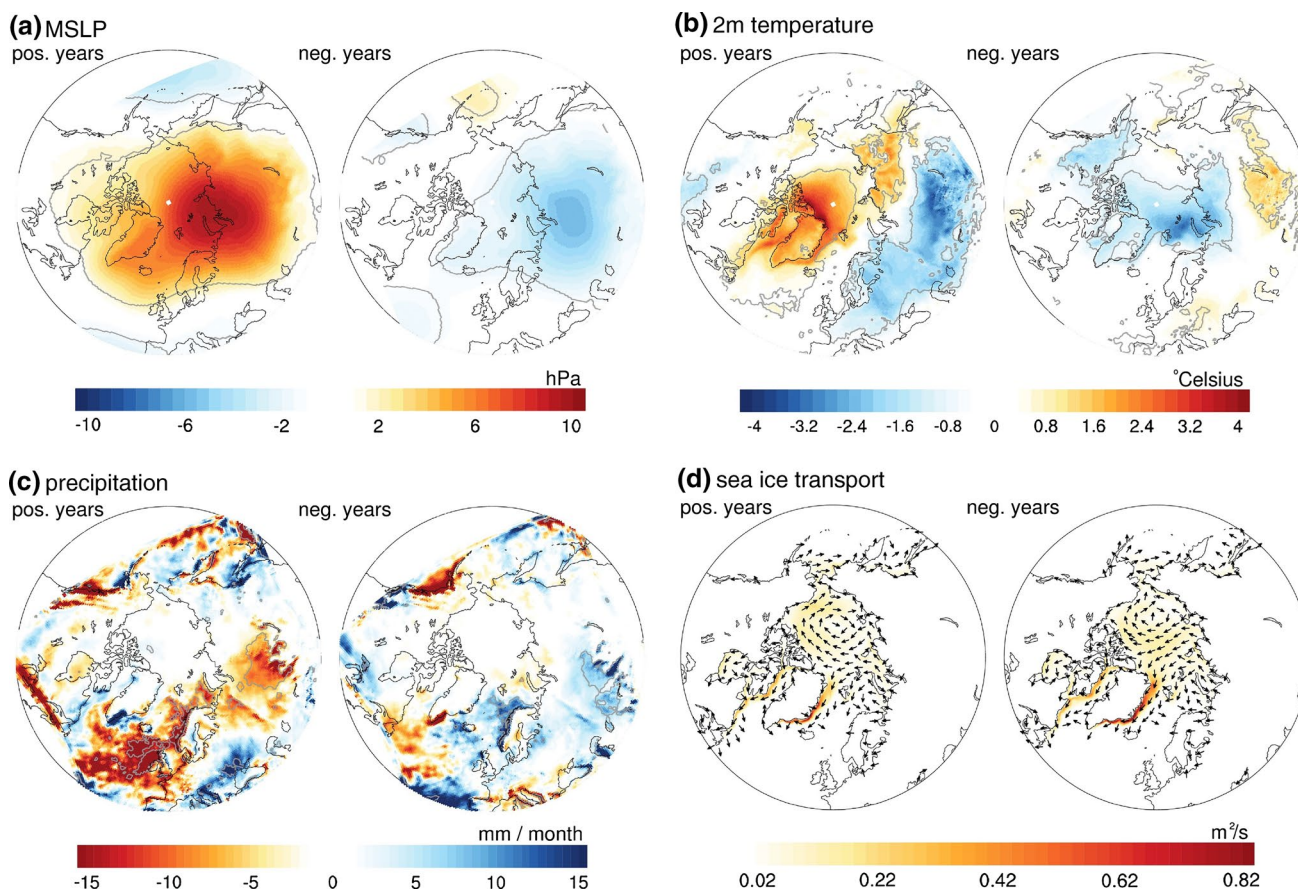 (a) MSLP
pos. years
neg. years
hPa
-10 -6 -2 2 6 10
(b) 2m temperature
pos. years
neg. years
°Celsius
-4 -3.2 -2.4 -1.6 -0.8 0 0.8 1.6 2.4 3.2 4
(c) precipitation
pos. years
neg. years
mm / month
-15 -10 -5 0 5 10 15
(d) sea ice transport
pos. years
neg. years
m²/s
0.02 0.22 0.42 0.62 0.82